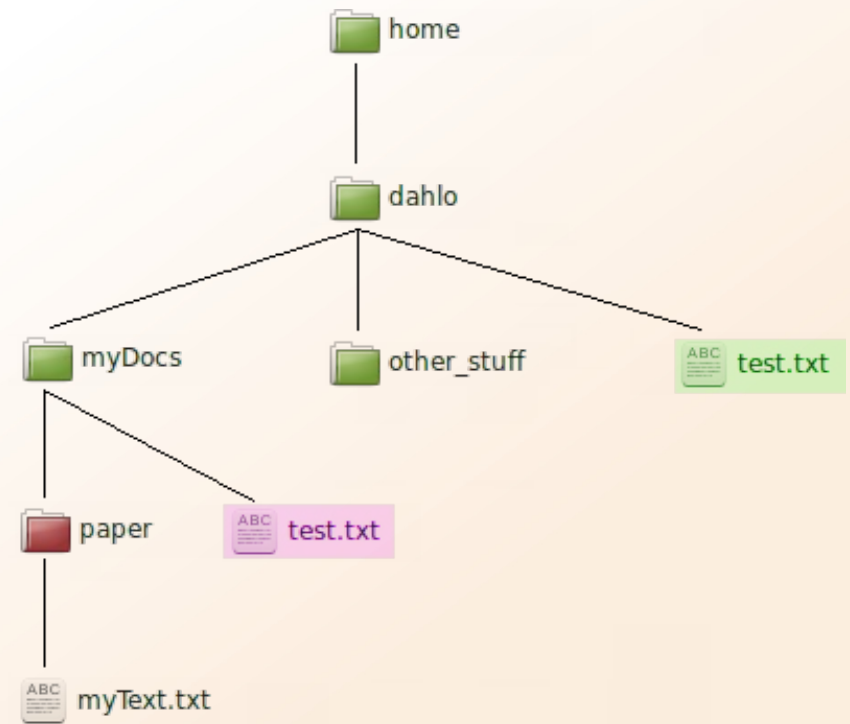 home
dahlo
myDocs
other_stuff
ABC
test.txt
paper
ABC
test.txt
ABC
myText.txt